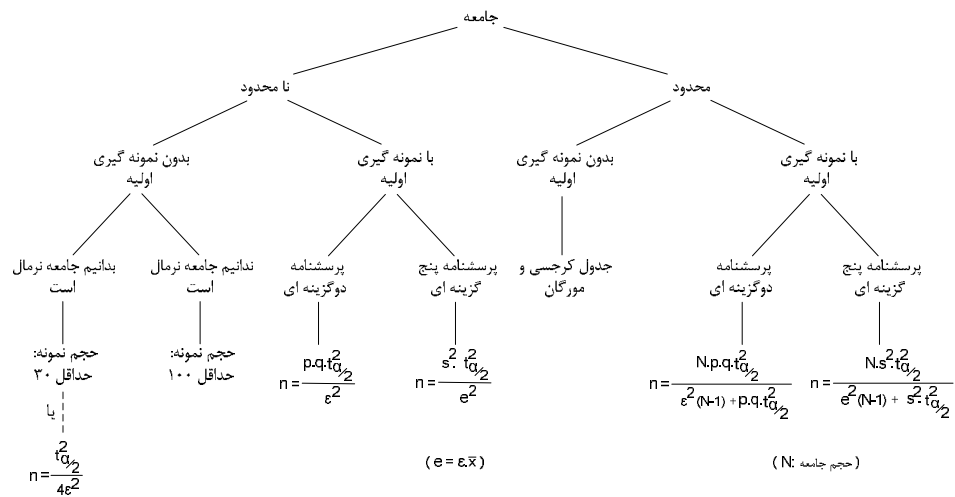 جامعه
نا محدود
محدود
بدون نمونه گیری
اولیه
با نمونه گیری
اولیه
بدون نمونه گیری
اولیه
با نمونه گیری
اولیه
بدانیم جامعه نرمال
است
ندانیم جامعه نرمال
است
پرسشنامه
دوگزینه ای
پرسشنامه پنج
گزینه ای
جدول کرجسی و
مورگان
پرسشنامه
دوگزینه ای
پرسشنامه پنج
گزینه ای
حجم نمونه:
حداقل ۳۰
یا
n = t²α/2 / 4ε²
حجم نمونه:
حداقل ۱۰۰
n = p.q.t²α/2 / ε²
n = s². t²α/2 / e²
n = N.p.q.t²α/2 / ε²(N-1) + p.q.t²α/2
n = N.s².t²α/2 / e²(N-1) + s².t²α/2
(e = ε.x̅)
(حجم جامعه :N)